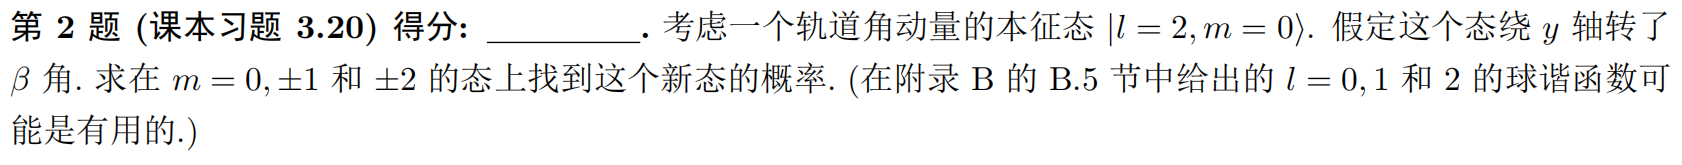 第 2 题 (课本习题 3.20) 得分: ________. 考虑一个轨道角动量的本征态 |l = 2, m = 0⟩. 假定这个态绕 y 轴转了
β 角. 求在 m = 0, ±1 和 ±2 的态上找到这个新态的概率. (在附录 B 的 B.5 节中给出的 l = 0, 1 和 2 的球谐函数可
能是有用的.)